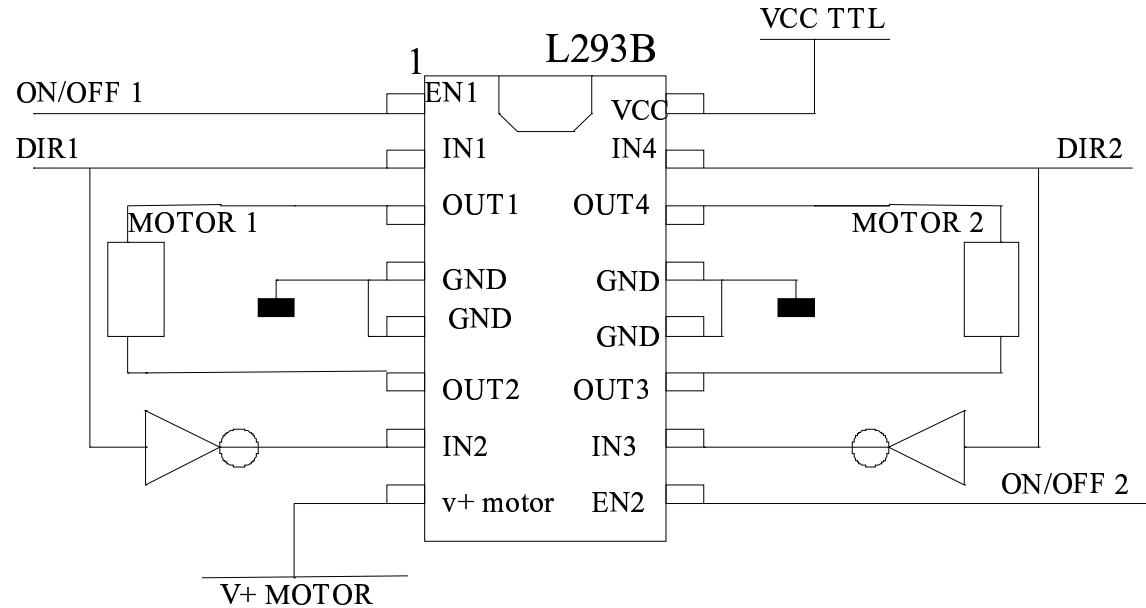 VCC TTL
L293B
1
ON/OFF 1
EN1
VCC
DIR1
IN1
IN4
DIR2
OUT1
OUT4
MOTOR 1
MOTOR 2
GND
GND
GND
GND
OUT2
OUT3
IN2
IN3
v+ motor
EN2
ON/OFF 2
V+ MOTOR